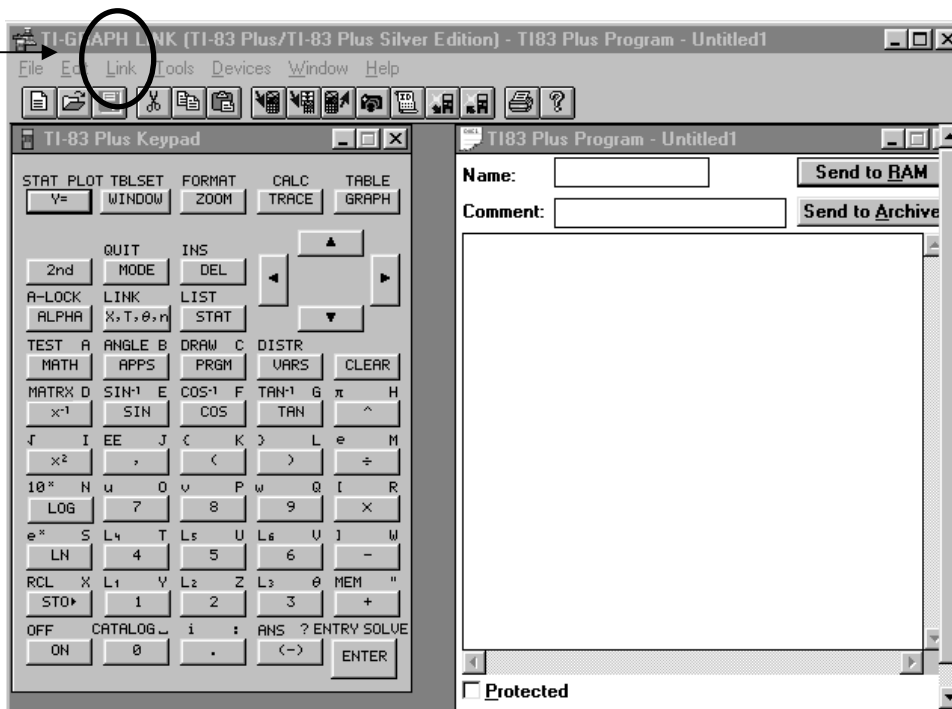 TI-GRAPH LINK (TI-83 Plus/TI-83 Plus Silver Edition) - TI83 Plus Program - Untitled1
File Edit Link Tools Devices Window Help
TI-83 Plus Keypad
STAT PLOT TBLSET FORMAT CALC TABLE
Y= WINDOW ZOOM TRACE GRAPH
QUIT INS
2nd MODE DEL
A-LOCK LINK LIST
ALPHA X,T,θ,n STAT
TEST A ANGLE B DRAW C DISTR
MATH APPS PRGM VARS CLEAR
MATRX D SIN⁻¹ E COS⁻¹ F TAN⁻¹ G π H
x⁻¹ SIN COS TAN ^
√ I EE J { K } L e M
x² , ( ) ÷
10ˣ N u O v P w Q [ R
LOG 7 8 9 ×
eˣ S L₄ T L₅ U L₆ V ] W
LN 4 5 6 −
RCL X L₁ Y L₂ Z L₃ θ MEM "
STO▸ 1 2 3 +
OFF CATALOG ⎵ i : ANS ? ENTRY SOLVE
ON 0 . (-) ENTER
TI83 Plus Program - Untitled1
Name: Send to RAM
Comment: Send to Archive
Protected